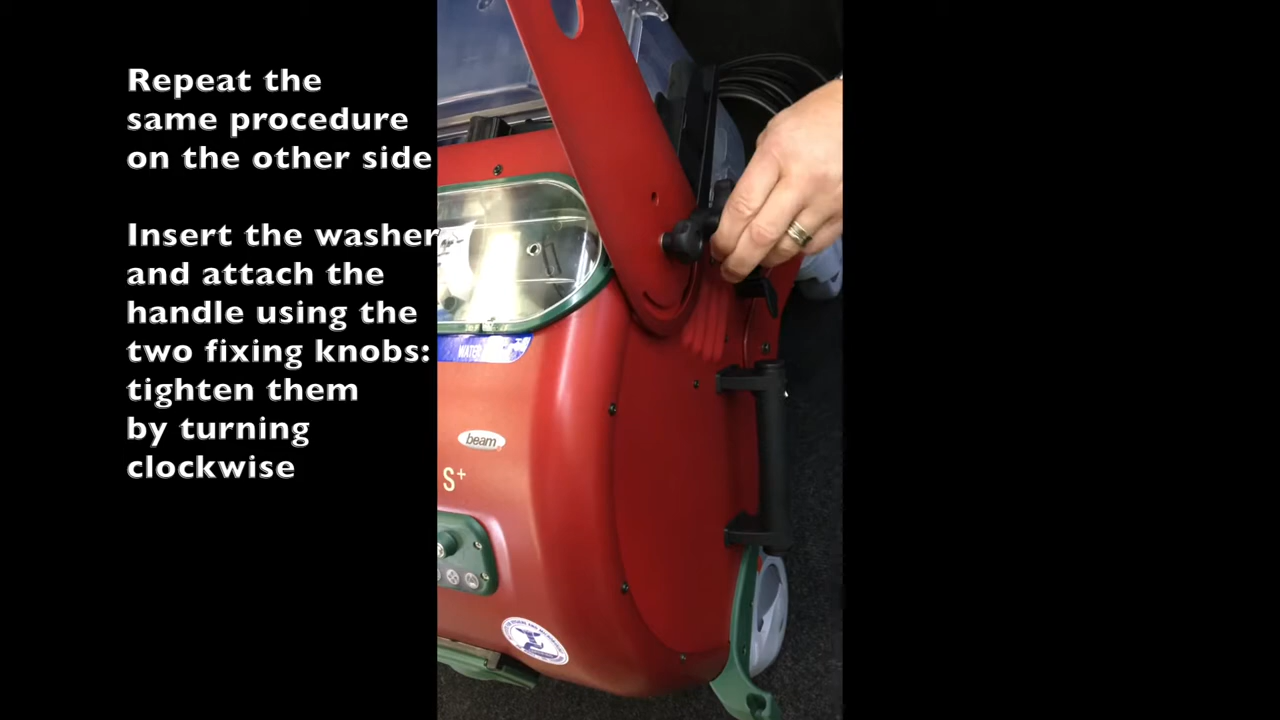 Repeat the
same procedure
on the other side
Insert the washer
and attach the
handle using the
two fixing knobs:
tighten them
by turning
clockwise
WATER
beam
S+